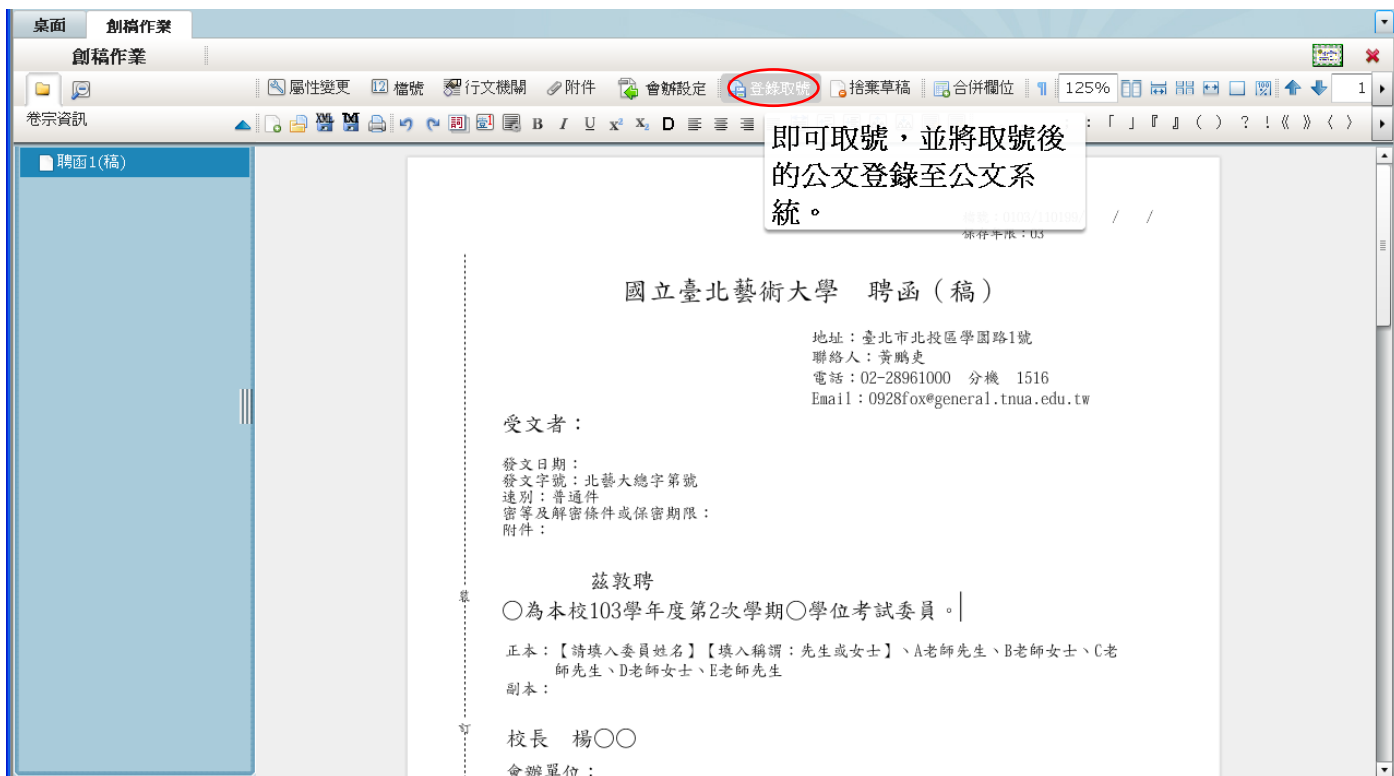 桌面 創稿作業
創稿作業
屬性變更 12 檔號 行文機關 附件 會辦設定 登錄取號 捨棄草稿 合併欄位 ¶ 125% 1
卷宗資訊
詞 B I U x² x₂ D : 「 」 『 』 ( ) ? ! 《 》 〈 〉
即可取號，並將取號後
的公文登錄至公文系
統。
聘函1(稿)
/ /
保存年限：03
國立臺北藝術大學 聘函（稿）
地址：臺北市北投區學園路1號
聯絡人：黃鵬吏
電話：02-28961000 分機 1516
Email：0928fox@general.tnua.edu.tw
受文者：
發文日期：
發文字號：北藝大總字第號
速別：普通件
密等及解密條件或保密期限：
附件：
茲敦聘
裝
○為本校103學年度第2次學期○學位考試委員。
正本：【請填入委員姓名】【填入稱謂：先生或女士】、A老師先生、B老師女士、C老
師先生、D老師女士、E老師先生
副本：
訂
校長 楊○○
會辦單位：